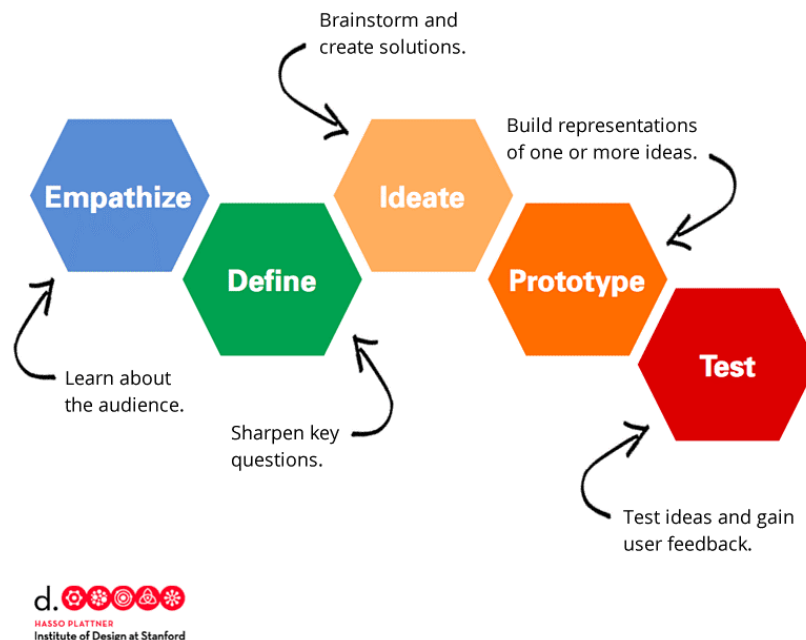 Brainstorm and
create solutions.
Build representations
of one or more ideas.
Empathize
Ideate
Define
Prototype
Test
Learn about
the audience.
Sharpen key
questions.
Test ideas and gain
user feedback.
d.
HASSO PLATTNER
Institute of Design at Stanford